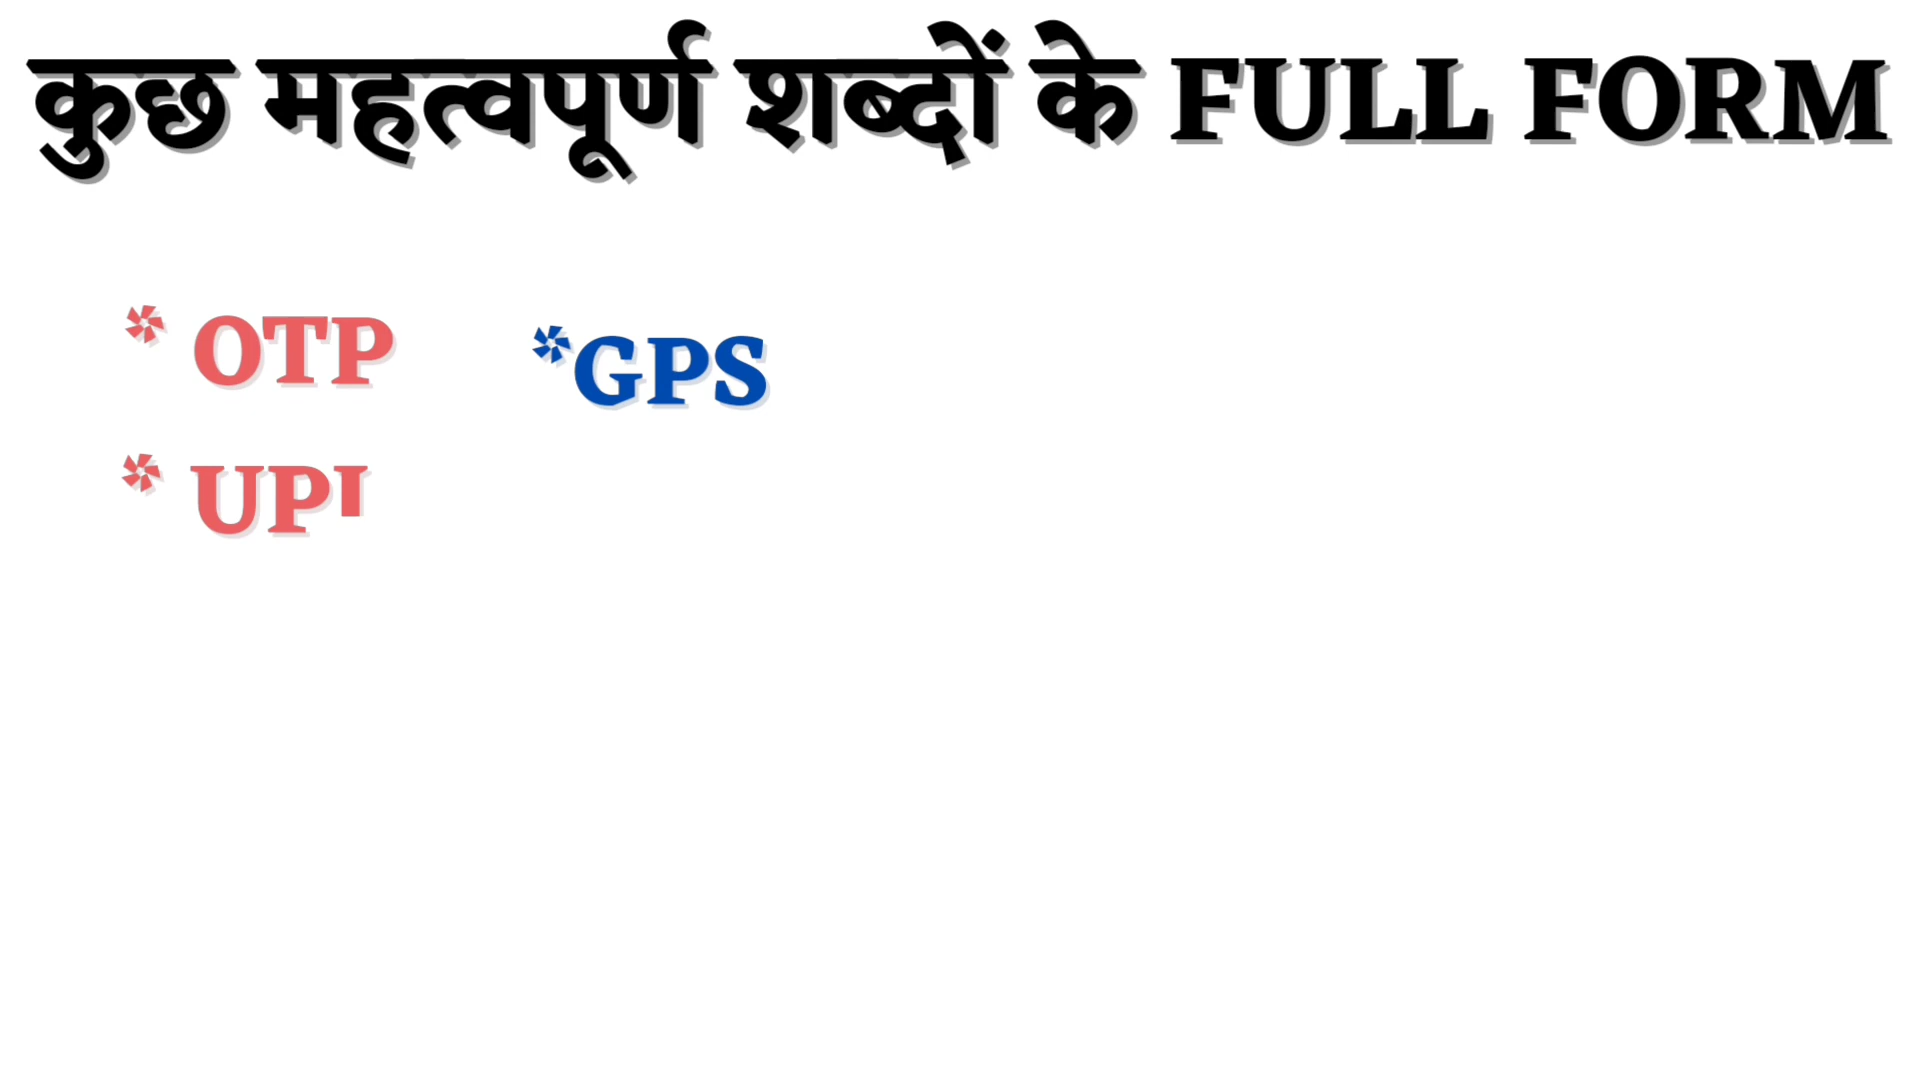 कुछ महत्वपूर्ण शब्दों के FULL FORM
* OTP
*GPS
* UPI